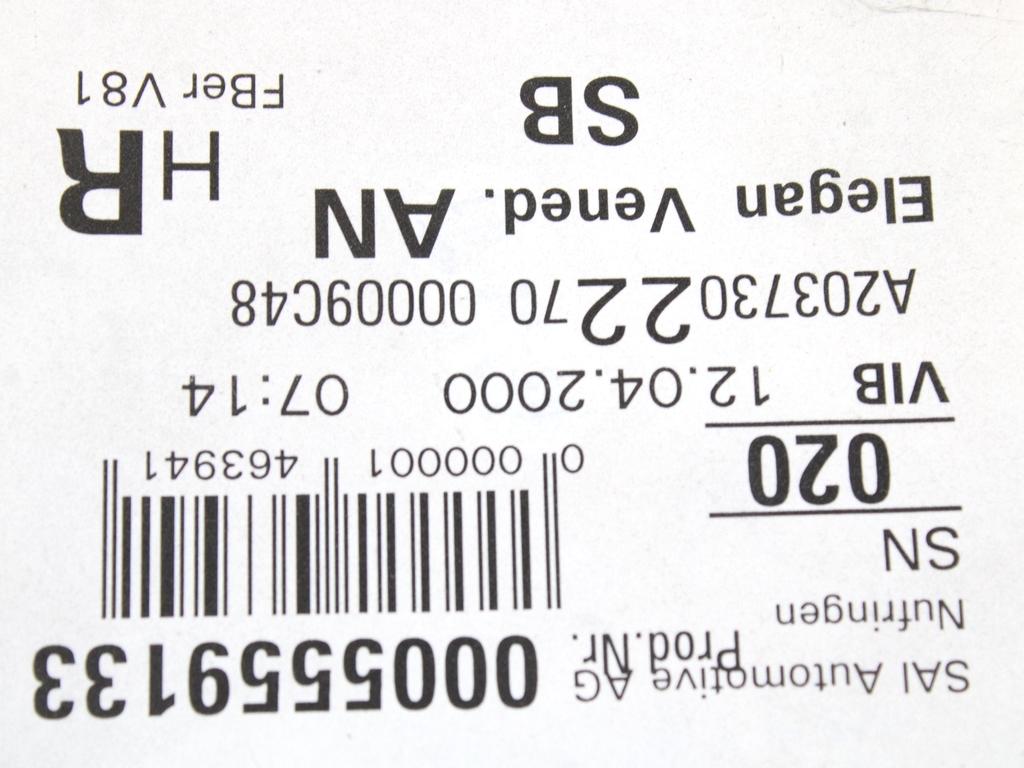 SAI Automotive AG
Prod.Nr. 000559133
Nufringen
SN
020
0 000001 463941
VIB 12.04.2000 07:14
A2037302270 00009C48
Elegan Vened. AN
HR
SB
FBer V81